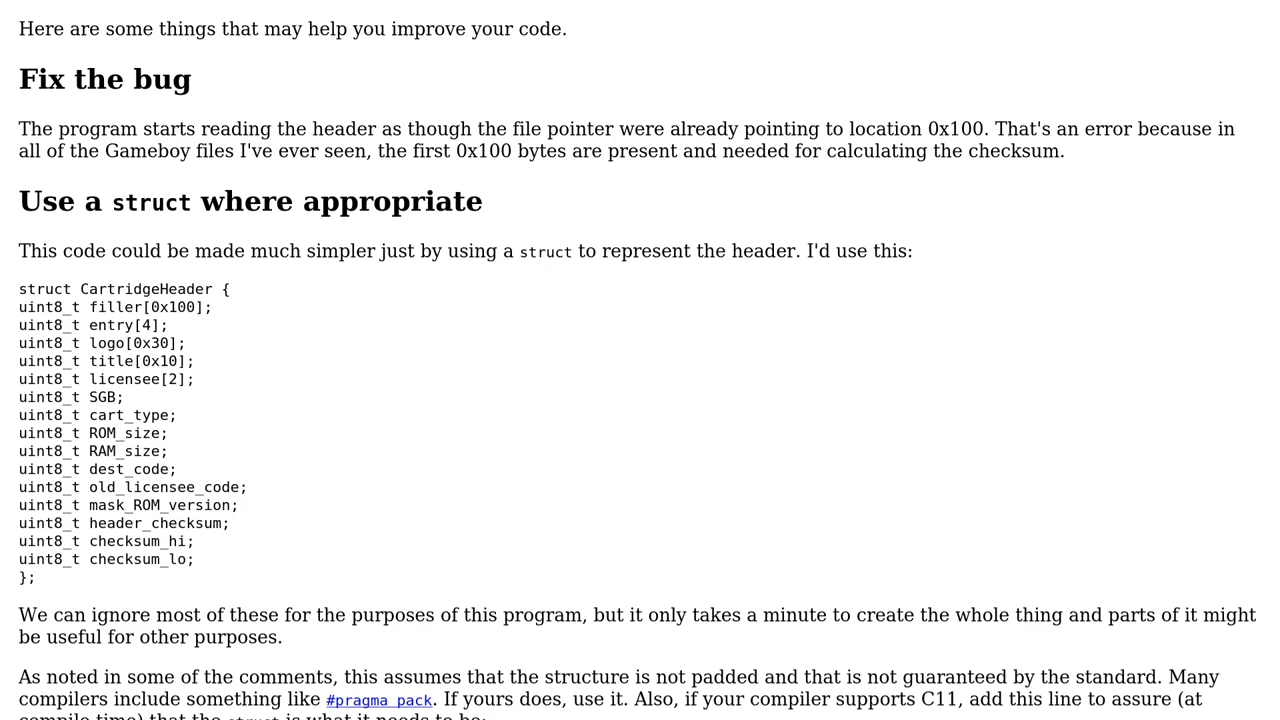 Here are some things that may help you improve your code.
Fix the bug
The program starts reading the header as though the file pointer were already pointing to location 0x100. That's an error because in
all of the Gameboy files I've ever seen, the first 0x100 bytes are present and needed for calculating the checksum.
Use a struct where appropriate
This code could be made much simpler just by using a struct to represent the header. I'd use this:
struct CartridgeHeader {
uint8_t filler[0x100];
uint8_t entry[4];
uint8_t logo[0x30];
uint8_t title[0x10];
uint8_t licensee[2];
uint8_t SGB;
uint8_t cart_type;
uint8_t ROM_size;
uint8_t RAM_size;
uint8_t dest_code;
uint8_t old_licensee_code;
uint8_t mask_ROM_version;
uint8_t header_checksum;
uint8_t checksum_hi;
uint8_t checksum_lo;
};
We can ignore most of these for the purposes of this program, but it only takes a minute to create the whole thing and parts of it might
be useful for other purposes.
As noted in some of the comments, this assumes that the structure is not padded and that is not guaranteed by the standard. Many
compilers include something like #pragma pack. If yours does, use it. Also, if your compiler supports C11, add this line to assure (at
compile time) that the struct is what it needs to be: